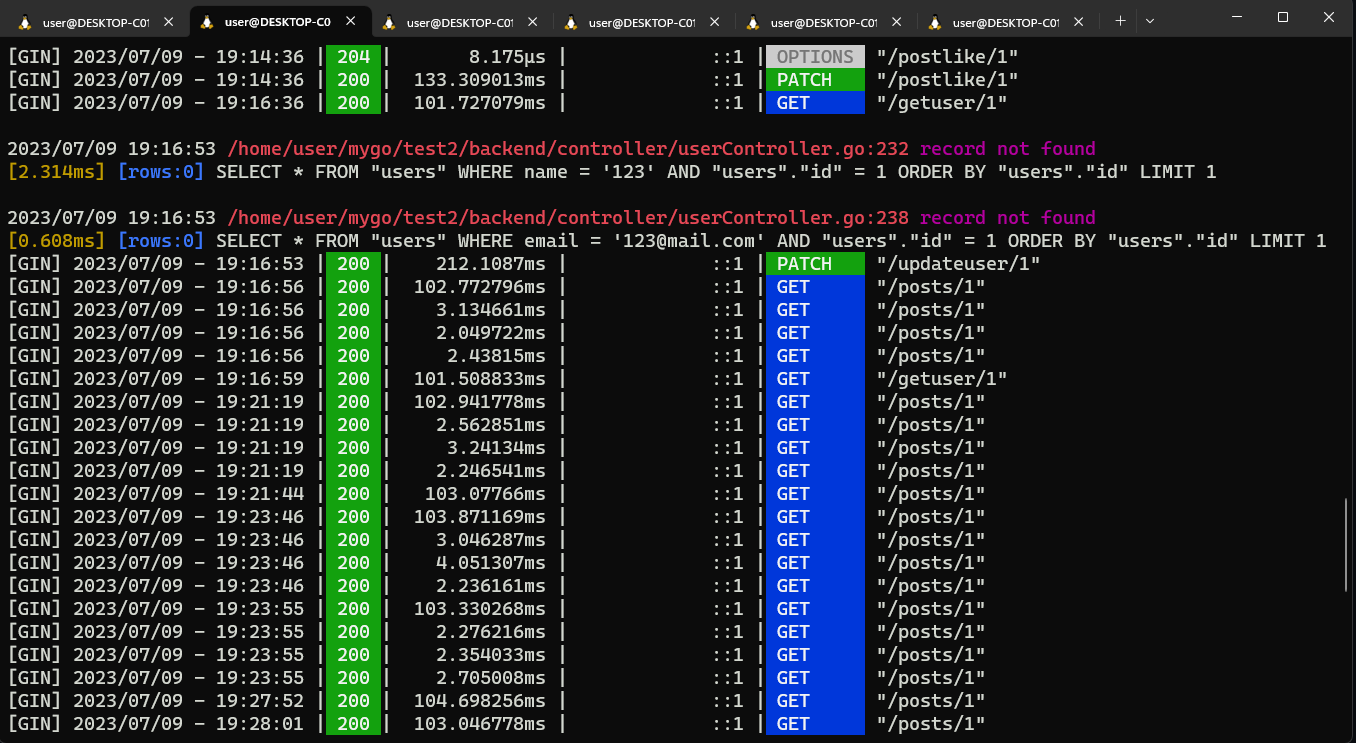 user@DESKTOP-C01 user@DESKTOP-C0 user@DESKTOP-C01 user@DESKTOP-C01 user@DESKTOP-C01 user@DESKTOP-C01
[GIN] 2023/07/09 - 19:14:36 | 204 | 8.175µs | ::1 | OPTIONS "/postlike/1"
[GIN] 2023/07/09 - 19:14:36 | 200 | 133.309013ms | ::1 | PATCH "/postlike/1"
[GIN] 2023/07/09 - 19:16:36 | 200 | 101.727079ms | ::1 | GET "/getuser/1"
2023/07/09 19:16:53 /home/user/mygo/test2/backend/controller/userController.go:232 record not found
[2.314ms] [rows:0] SELECT * FROM "users" WHERE name = '123' AND "users"."id" = 1 ORDER BY "users"."id" LIMIT 1
2023/07/09 19:16:53 /home/user/mygo/test2/backend/controller/userController.go:238 record not found
[0.608ms] [rows:0] SELECT * FROM "users" WHERE email = '123@mail.com' AND "users"."id" = 1 ORDER BY "users"."id" LIMIT 1
[GIN] 2023/07/09 - 19:16:53 | 200 | 212.1087ms | ::1 | PATCH "/updateuser/1"
[GIN] 2023/07/09 - 19:16:56 | 200 | 102.772796ms | ::1 | GET "/posts/1"
[GIN] 2023/07/09 - 19:16:56 | 200 | 3.134661ms | ::1 | GET "/posts/1"
[GIN] 2023/07/09 - 19:16:56 | 200 | 2.049722ms | ::1 | GET "/posts/1"
[GIN] 2023/07/09 - 19:16:56 | 200 | 2.43815ms | ::1 | GET "/posts/1"
[GIN] 2023/07/09 - 19:16:59 | 200 | 101.508833ms | ::1 | GET "/getuser/1"
[GIN] 2023/07/09 - 19:21:19 | 200 | 102.941778ms | ::1 | GET "/posts/1"
[GIN] 2023/07/09 - 19:21:19 | 200 | 2.562851ms | ::1 | GET "/posts/1"
[GIN] 2023/07/09 - 19:21:19 | 200 | 3.24134ms | ::1 | GET "/posts/1"
[GIN] 2023/07/09 - 19:21:19 | 200 | 2.246541ms | ::1 | GET "/posts/1"
[GIN] 2023/07/09 - 19:21:44 | 200 | 103.07766ms | ::1 | GET "/posts/1"
[GIN] 2023/07/09 - 19:23:46 | 200 | 103.871169ms | ::1 | GET "/posts/1"
[GIN] 2023/07/09 - 19:23:46 | 200 | 3.046287ms | ::1 | GET "/posts/1"
[GIN] 2023/07/09 - 19:23:46 | 200 | 4.051307ms | ::1 | GET "/posts/1"
[GIN] 2023/07/09 - 19:23:46 | 200 | 2.236161ms | ::1 | GET "/posts/1"
[GIN] 2023/07/09 - 19:23:55 | 200 | 103.330268ms | ::1 | GET "/posts/1"
[GIN] 2023/07/09 - 19:23:55 | 200 | 2.276216ms | ::1 | GET "/posts/1"
[GIN] 2023/07/09 - 19:23:55 | 200 | 2.354033ms | ::1 | GET "/posts/1"
[GIN] 2023/07/09 - 19:23:55 | 200 | 2.705008ms | ::1 | GET "/posts/1"
[GIN] 2023/07/09 - 19:27:52 | 200 | 104.698256ms | ::1 | GET "/posts/1"
[GIN] 2023/07/09 - 19:28:01 | 200 | 103.046778ms | ::1 | GET "/posts/1"